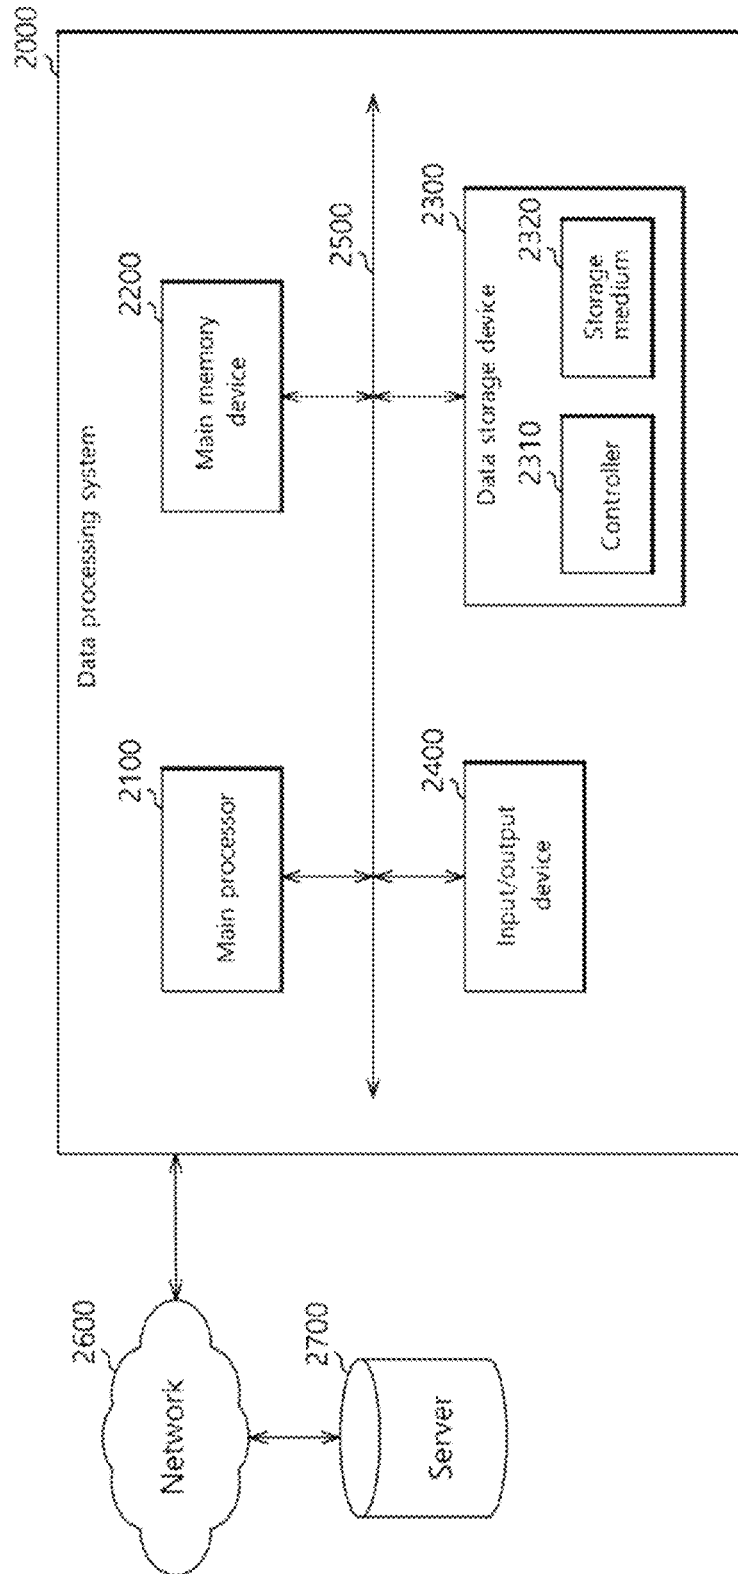 2000
Data processing system
2100
Main processor
2200
Main memory
device
2500
2400
Input/output
device
2300
Data storage device
2310
Controller
2320
Storage
medium
2600
Network
2700
Server